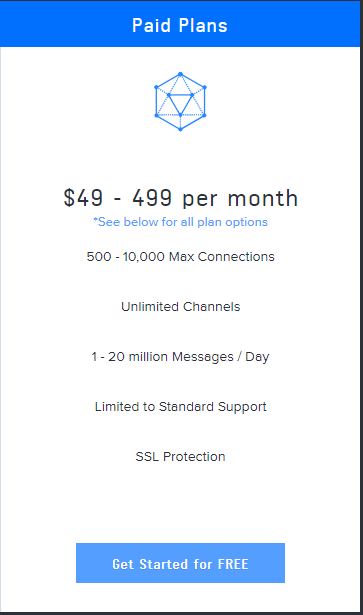 Paid Plans
$49 - 499 per month
*See below for all plan options
500 - 10,000 Max Connections
Unlimited Channels
1 - 20 million Messages / Day
Limited to Standard Support
SSL Protection
Get Started for FREE